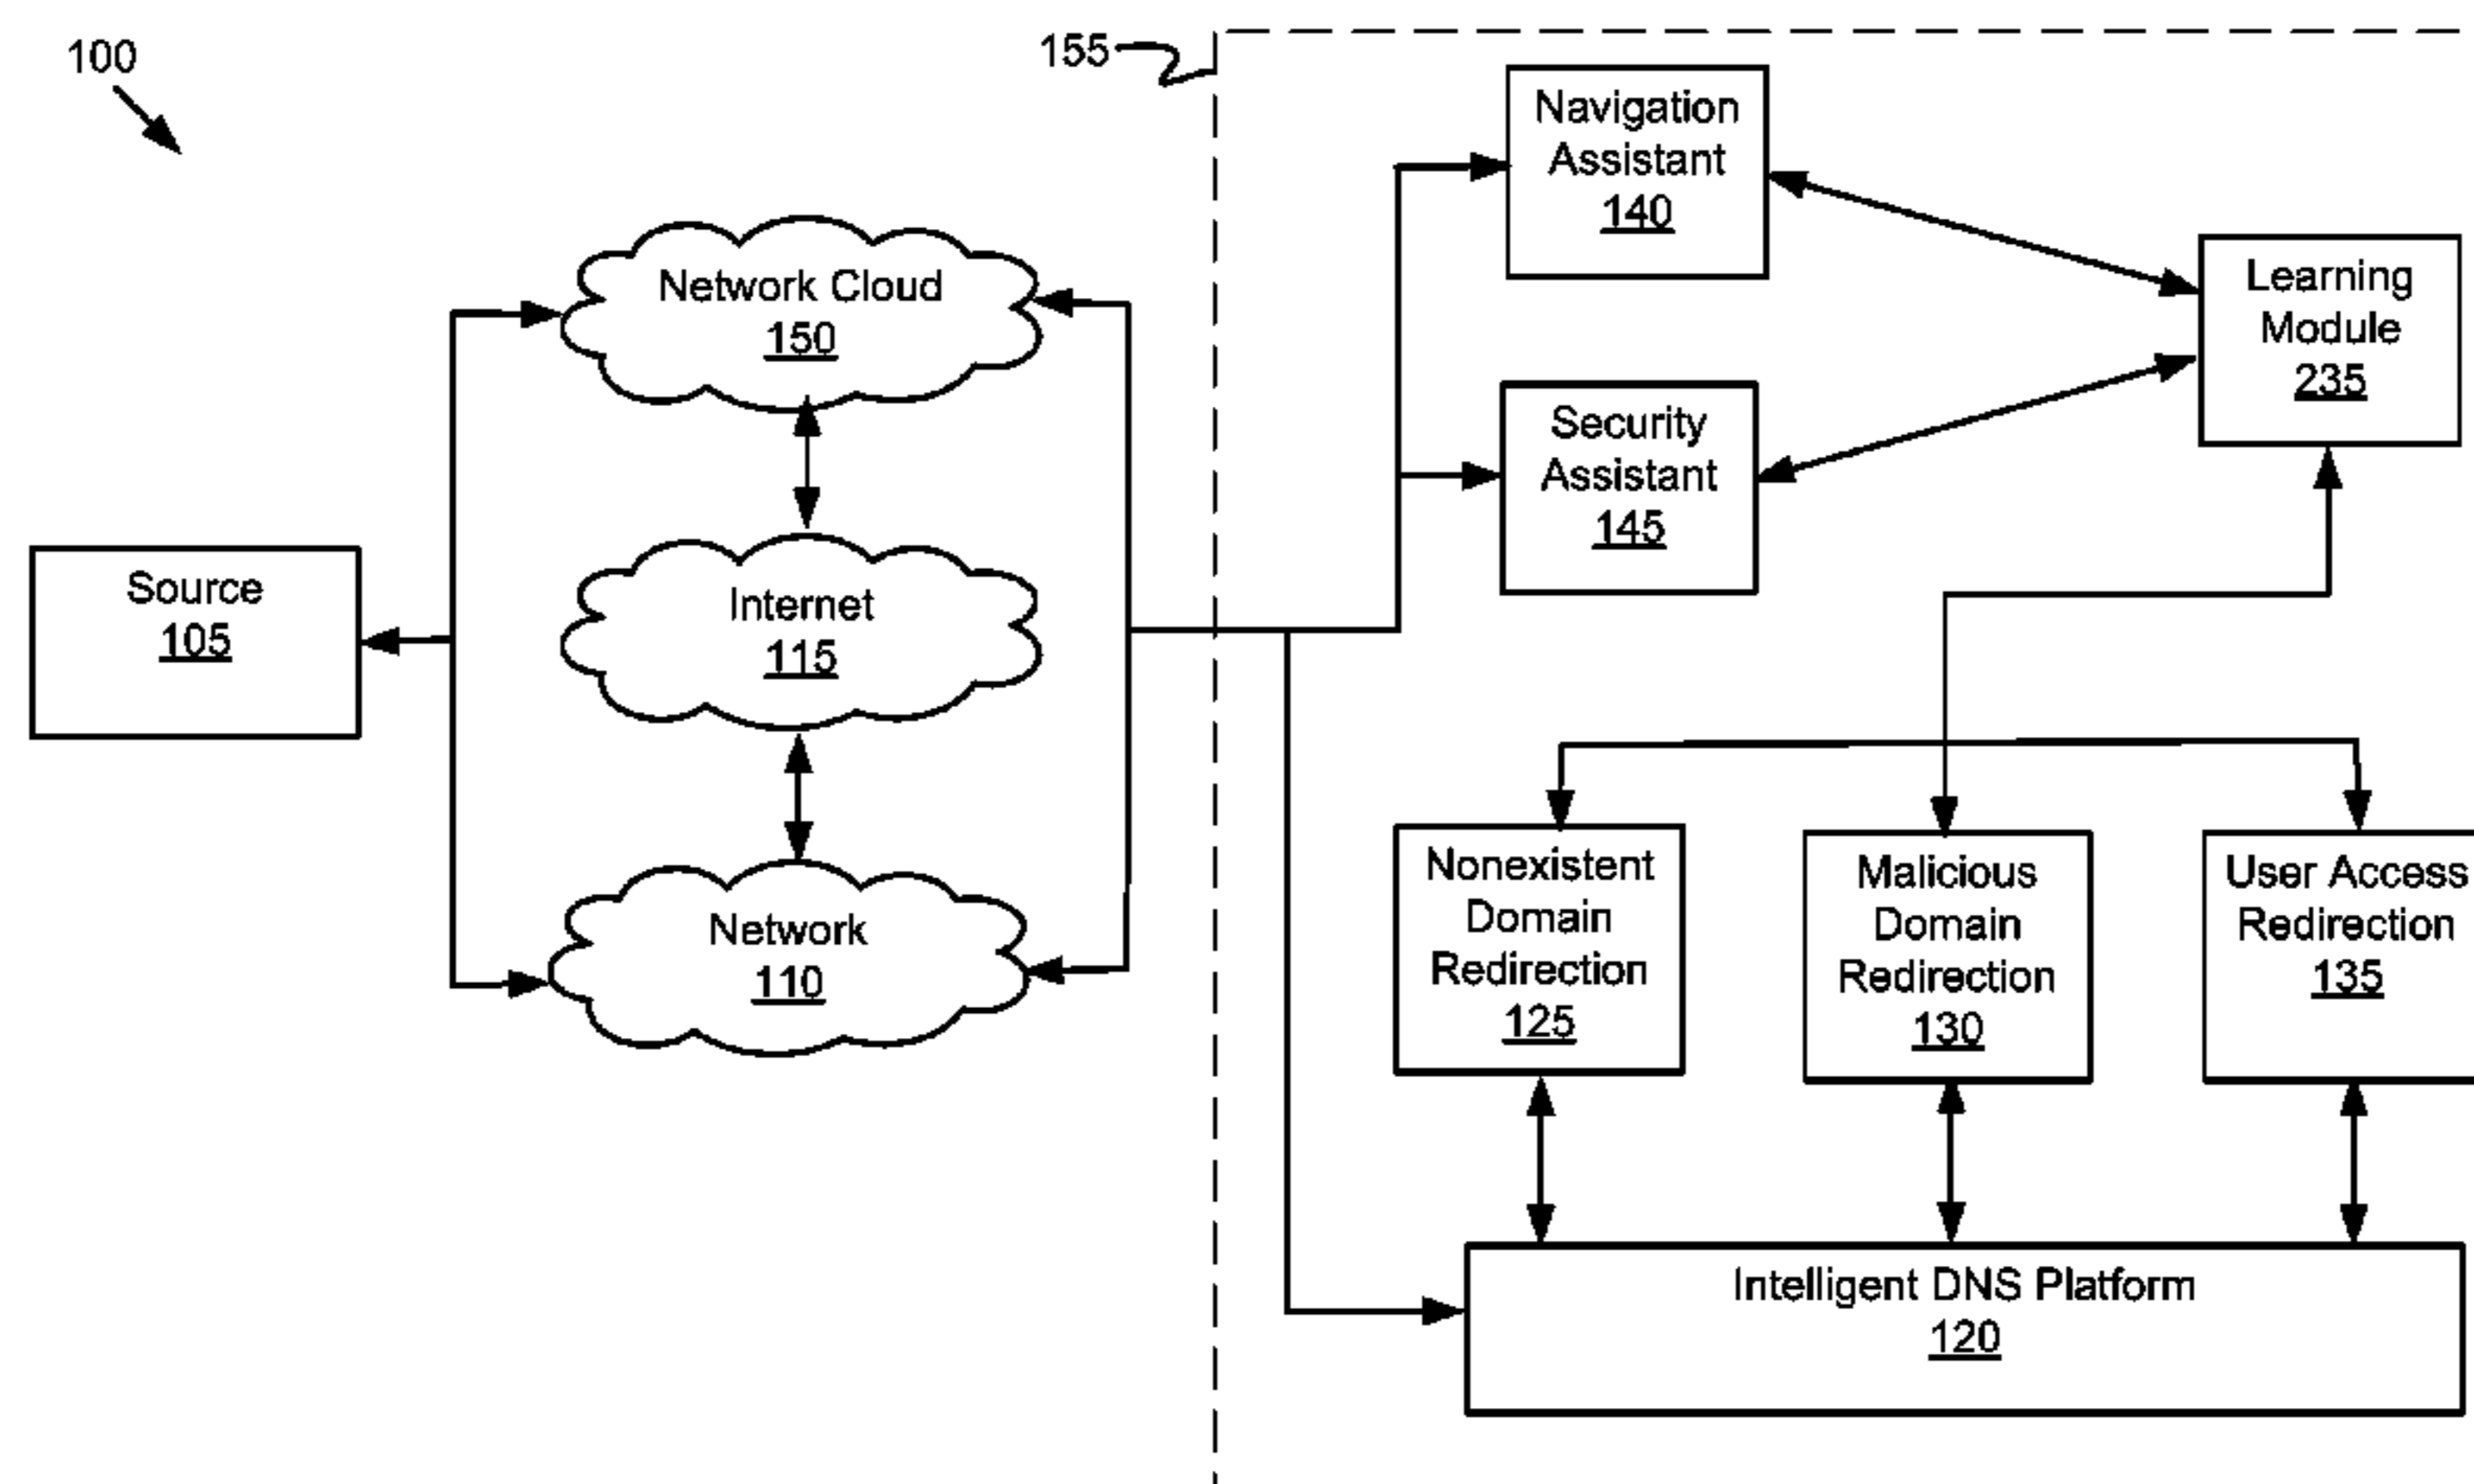 100
155
Navigation
Assistant
140
Network Cloud
150
Learning
Module
235
Security
Assistant
145
Source
105
Internet
115
Nonexistent
Domain
Redirection
125
Malicious
Domain
Redirection
130
User Access
Redirection
135
Network
110
Intelligent DNS Platform
120